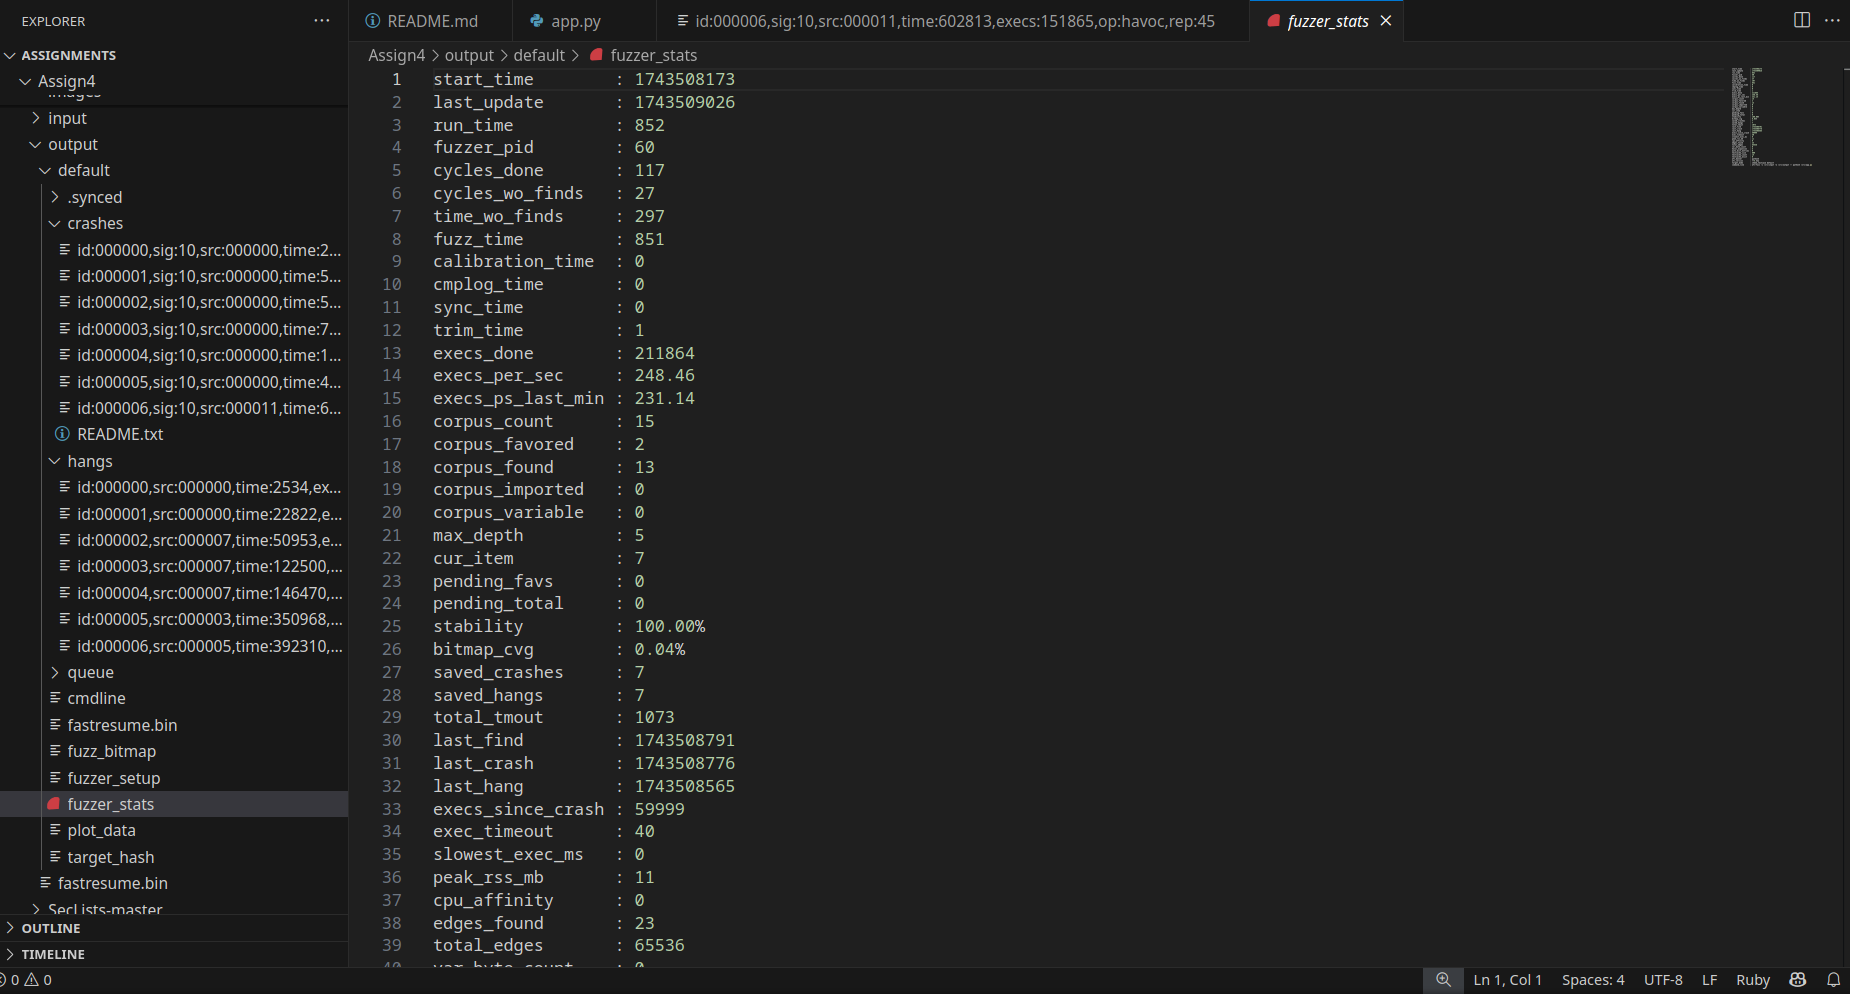 EXPLORER
ASSIGNMENTS
Assign4
images
input
output
default
.synced
crashes
id:000000,sig:10,src:000000,time:2...
id:000001,sig:10,src:000000,time:5...
id:000002,sig:10,src:000000,time:5...
id:000003,sig:10,src:000000,time:7...
id:000004,sig:10,src:000000,time:1...
id:000005,sig:10,src:000000,time:4...
id:000006,sig:10,src:000011,time:6...
README.txt
hangs
id:000000,src:000000,time:2534,ex...
id:000001,src:000000,time:22822,e...
id:000002,src:000007,time:50953,e...
id:000003,src:000007,time:122500,...
id:000004,src:000007,time:146470,...
id:000005,src:000003,time:350968,...
id:000006,src:000005,time:392310,...
queue
cmdline
fastresume.bin
fuzz_bitmap
fuzzer_setup
fuzzer_stats
plot_data
target_hash
fastresume.bin
SecLists-master
OUTLINE
TIMELINE
README.md
app.py
id:000006,sig:10,src:000011,time:602813,execs:151865,op:havoc,rep:45
fuzzer_stats
Assign4 > output > default > fuzzer_stats
1 start_time : 1743508173
2 last_update : 1743509026
3 run_time : 852
4 fuzzer_pid : 60
5 cycles_done : 117
6 cycles_wo_finds : 27
7 time_wo_finds : 297
8 fuzz_time : 851
9 calibration_time : 0
10 cmplog_time : 0
11 sync_time : 0
12 trim_time : 1
13 execs_done : 211864
14 execs_per_sec : 248.46
15 execs_ps_last_min : 231.14
16 corpus_count : 15
17 corpus_favored : 2
18 corpus_found : 13
19 corpus_imported : 0
20 corpus_variable : 0
21 max_depth : 5
22 cur_item : 7
23 pending_favs : 0
24 pending_total : 0
25 stability : 100.00%
26 bitmap_cvg : 0.04%
27 saved_crashes : 7
28 saved_hangs : 7
29 total_tmout : 1073
30 last_find : 1743508791
31 last_crash : 1743508776
32 last_hang : 1743508565
33 execs_since_crash : 59999
34 exec_timeout : 40
35 slowest_exec_ms : 0
36 peak_rss_mb : 11
37 cpu_affinity : 0
38 edges_found : 23
39 total_edges : 65536
40 var_byte_count : 0
0 0
Ln 1, Col 1 Spaces: 4 UTF-8 LF Ruby